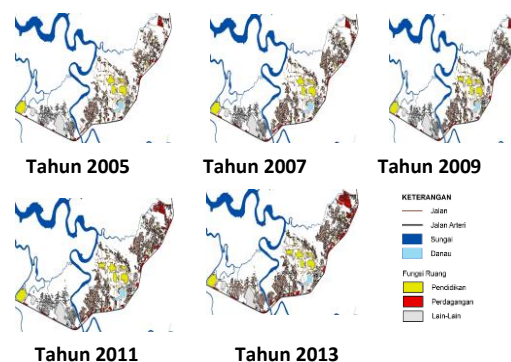 Tahun 2005
Tahun 2007
Tahun 2009
Tahun 2011
Tahun 2013
KETERANGAN
Jalan
Jalan Arteri
Sungai
Danau
Fungsi Ruang
Pendidikan
Perdagangan
Lain-Lain